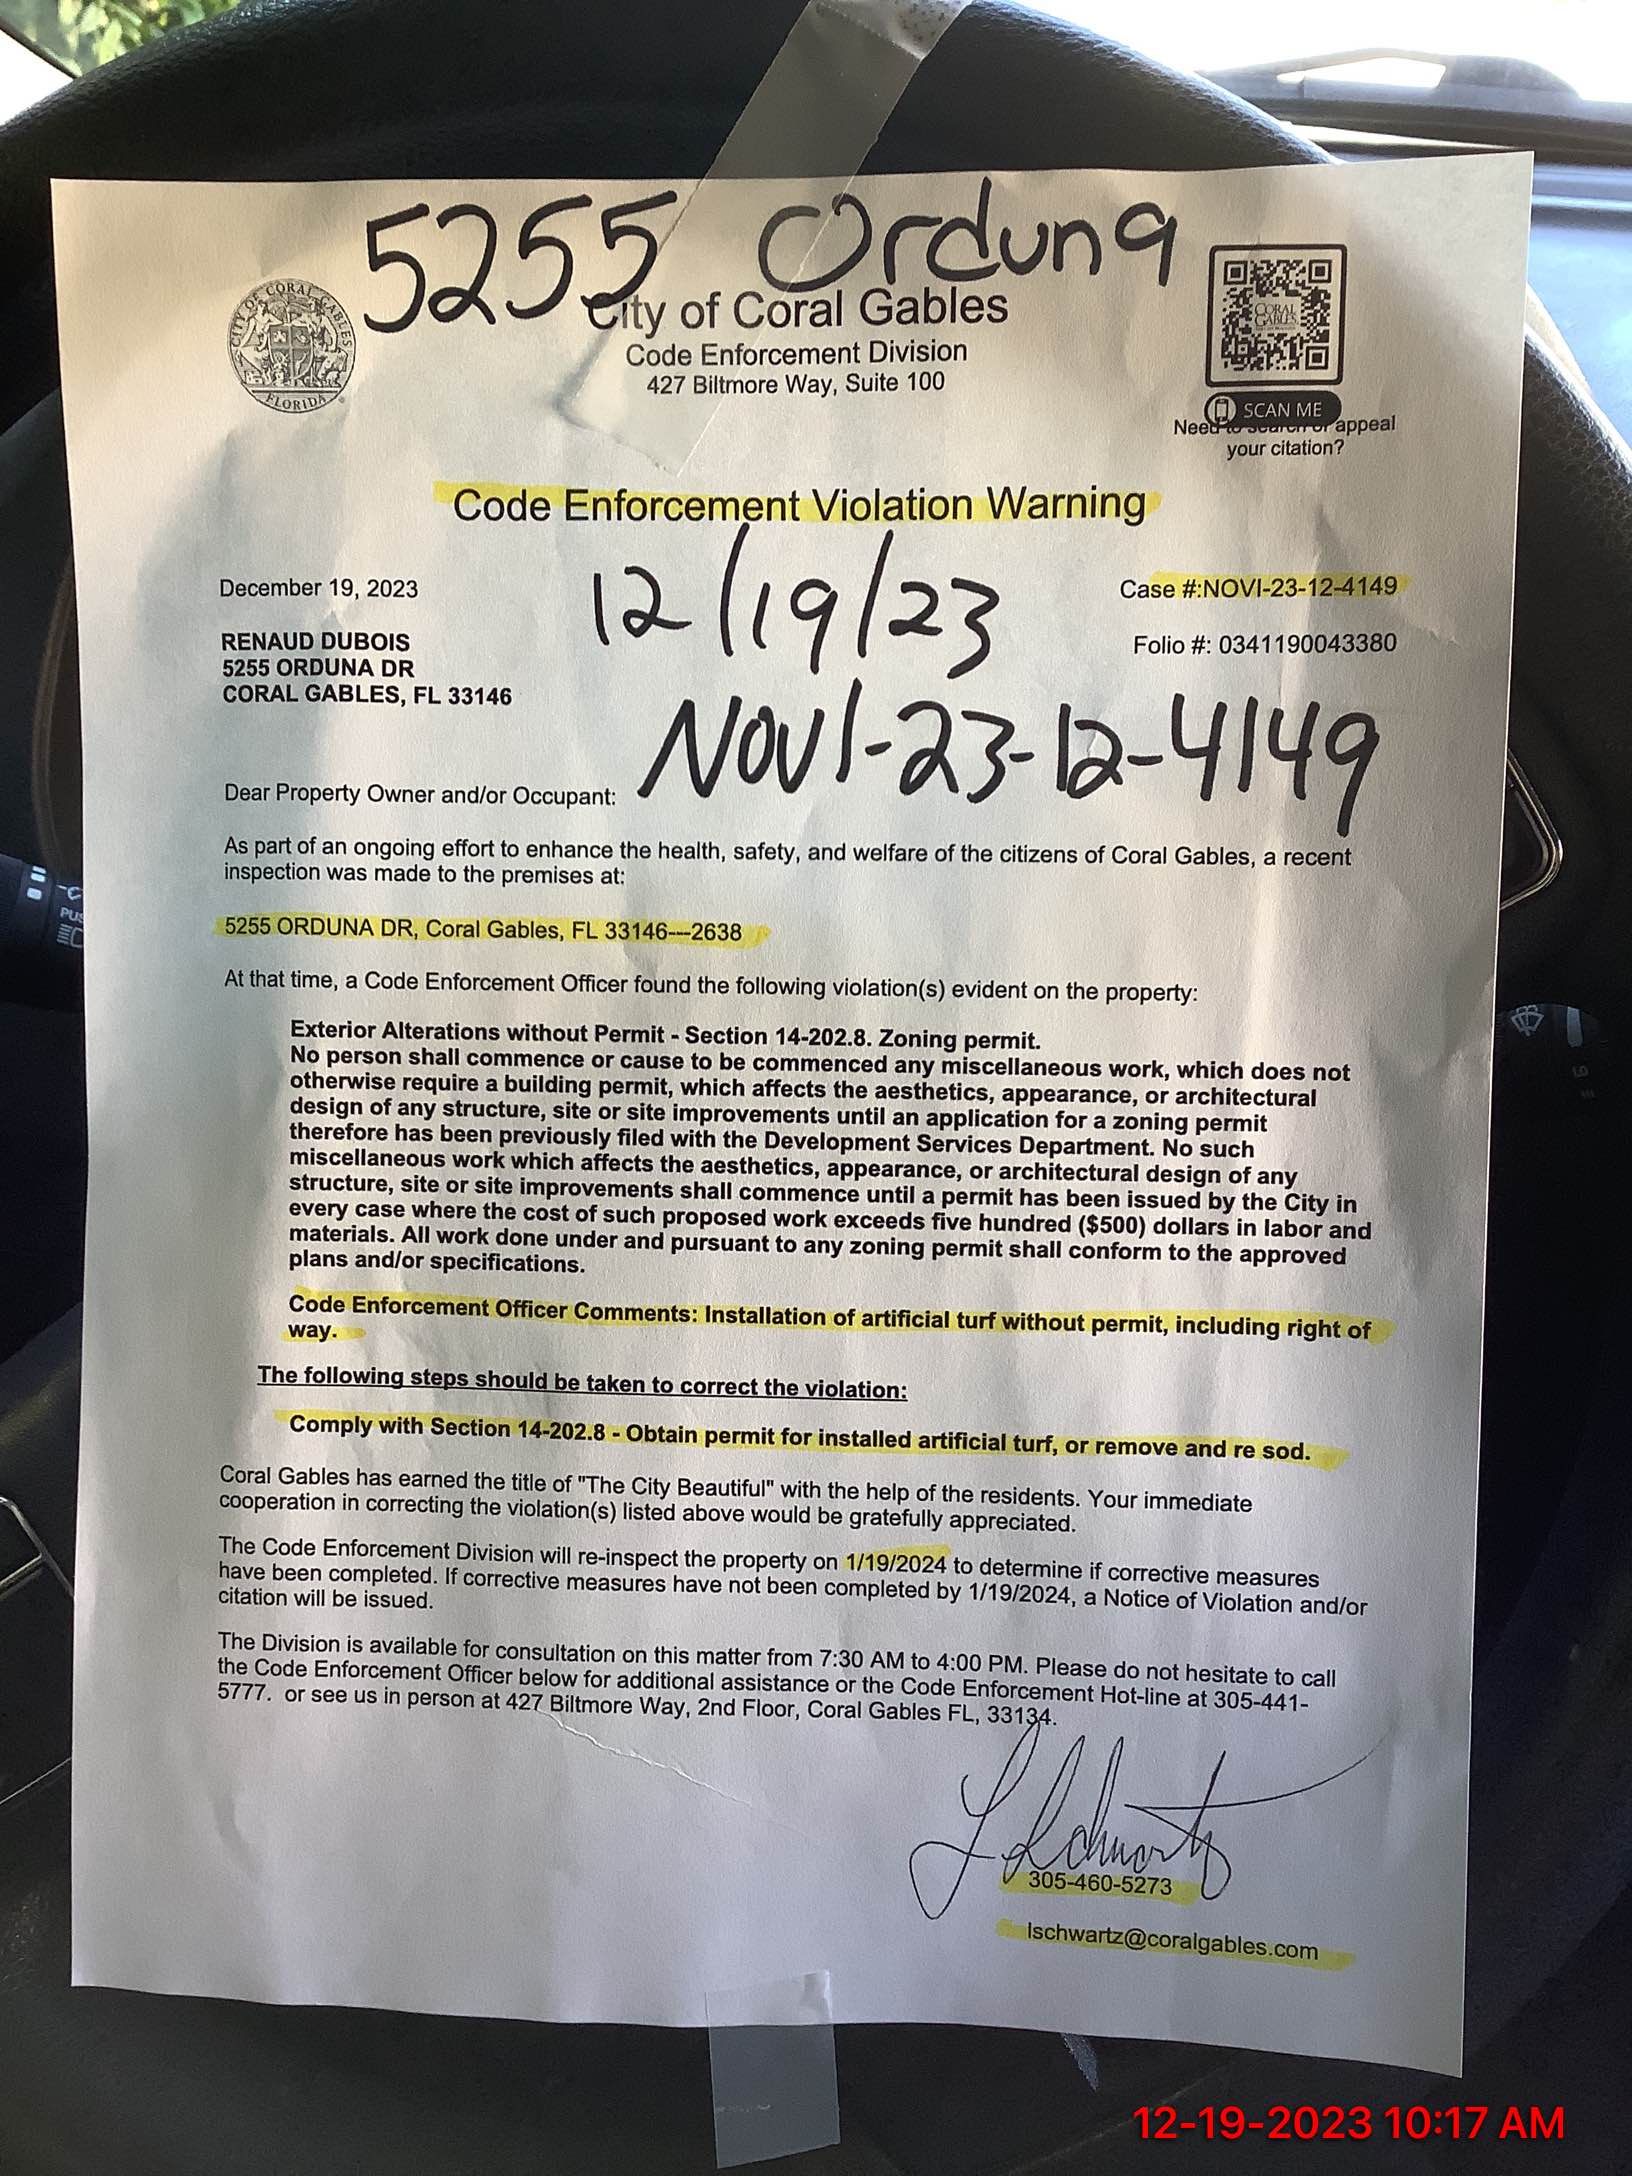 5255 Orduna
CITY OF CORAL GABLES
FLORIDA
City of Coral Gables
Code Enforcement Division
427 Biltmore Way, Suite 100
CORAL GABLES
SCAN ME
Need to search or appeal
your citation?
Code Enforcement Violation Warning
December 19, 2023
12/19/23
Case #:NOVI-23-12-4149
RENAUD DUBOIS
5255 ORDUNA DR
CORAL GABLES, FL 33146
Folio #: 0341190043380
NOVI-23-12-4149
Dear Property Owner and/or Occupant:
As part of an ongoing effort to enhance the health, safety, and welfare of the citizens of Coral Gables, a recent
inspection was made to the premises at:
5255 ORDUNA DR, Coral Gables, FL 33146---2638
At that time, a Code Enforcement Officer found the following violation(s) evident on the property:
Exterior Alterations without Permit - Section 14-202.8. Zoning permit.
No person shall commence or cause to be commenced any miscellaneous work, which does not
otherwise require a building permit, which affects the aesthetics, appearance, or architectural
design of any structure, site or site improvements until an application for a zoning permit
therefore has been previously filed with the Development Services Department. No such
miscellaneous work which affects the aesthetics, appearance, or architectural design of any
structure, site or site improvements shall commence until a permit has been issued by the City in
every case where the cost of such proposed work exceeds five hundred ($500) dollars in labor and
materials. All work done under and pursuant to any zoning permit shall conform to the approved
plans and/or specifications.
Code Enforcement Officer Comments: Installation of artificial turf without permit, including right of
way.
The following steps should be taken to correct the violation:
Comply with Section 14-202.8 - Obtain permit for installed artificial turf, or remove and re sod.
Coral Gables has earned the title of "The City Beautiful" with the help of the residents. Your immediate
cooperation in correcting the violation(s) listed above would be gratefully appreciated.
The Code Enforcement Division will re-inspect the property on 1/19/2024 to determine if corrective measures
have been completed. If corrective measures have not been completed by 1/19/2024, a Notice of Violation and/or
citation will be issued.
The Division is available for consultation on this matter from 7:30 AM to 4:00 PM. Please do not hesitate to call
the Code Enforcement Officer below for additional assistance or the Code Enforcement Hot-line at 305-441-
5777. or see us in person at 427 Biltmore Way, 2nd Floor, Coral Gables FL, 33134.
L Schwartz
305-460-5273
lschwartz@coralgables.com
12-19-2023 10:17 AM